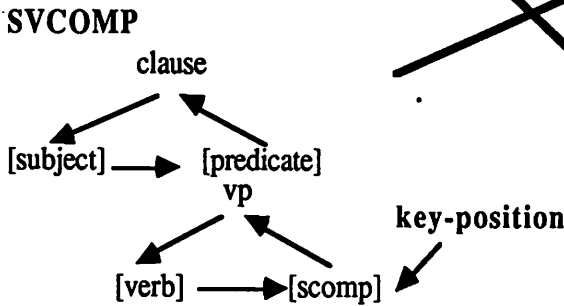 SVCOMP
clause
[subject] [predicate]
vp
key-position
[verb] [scomp]